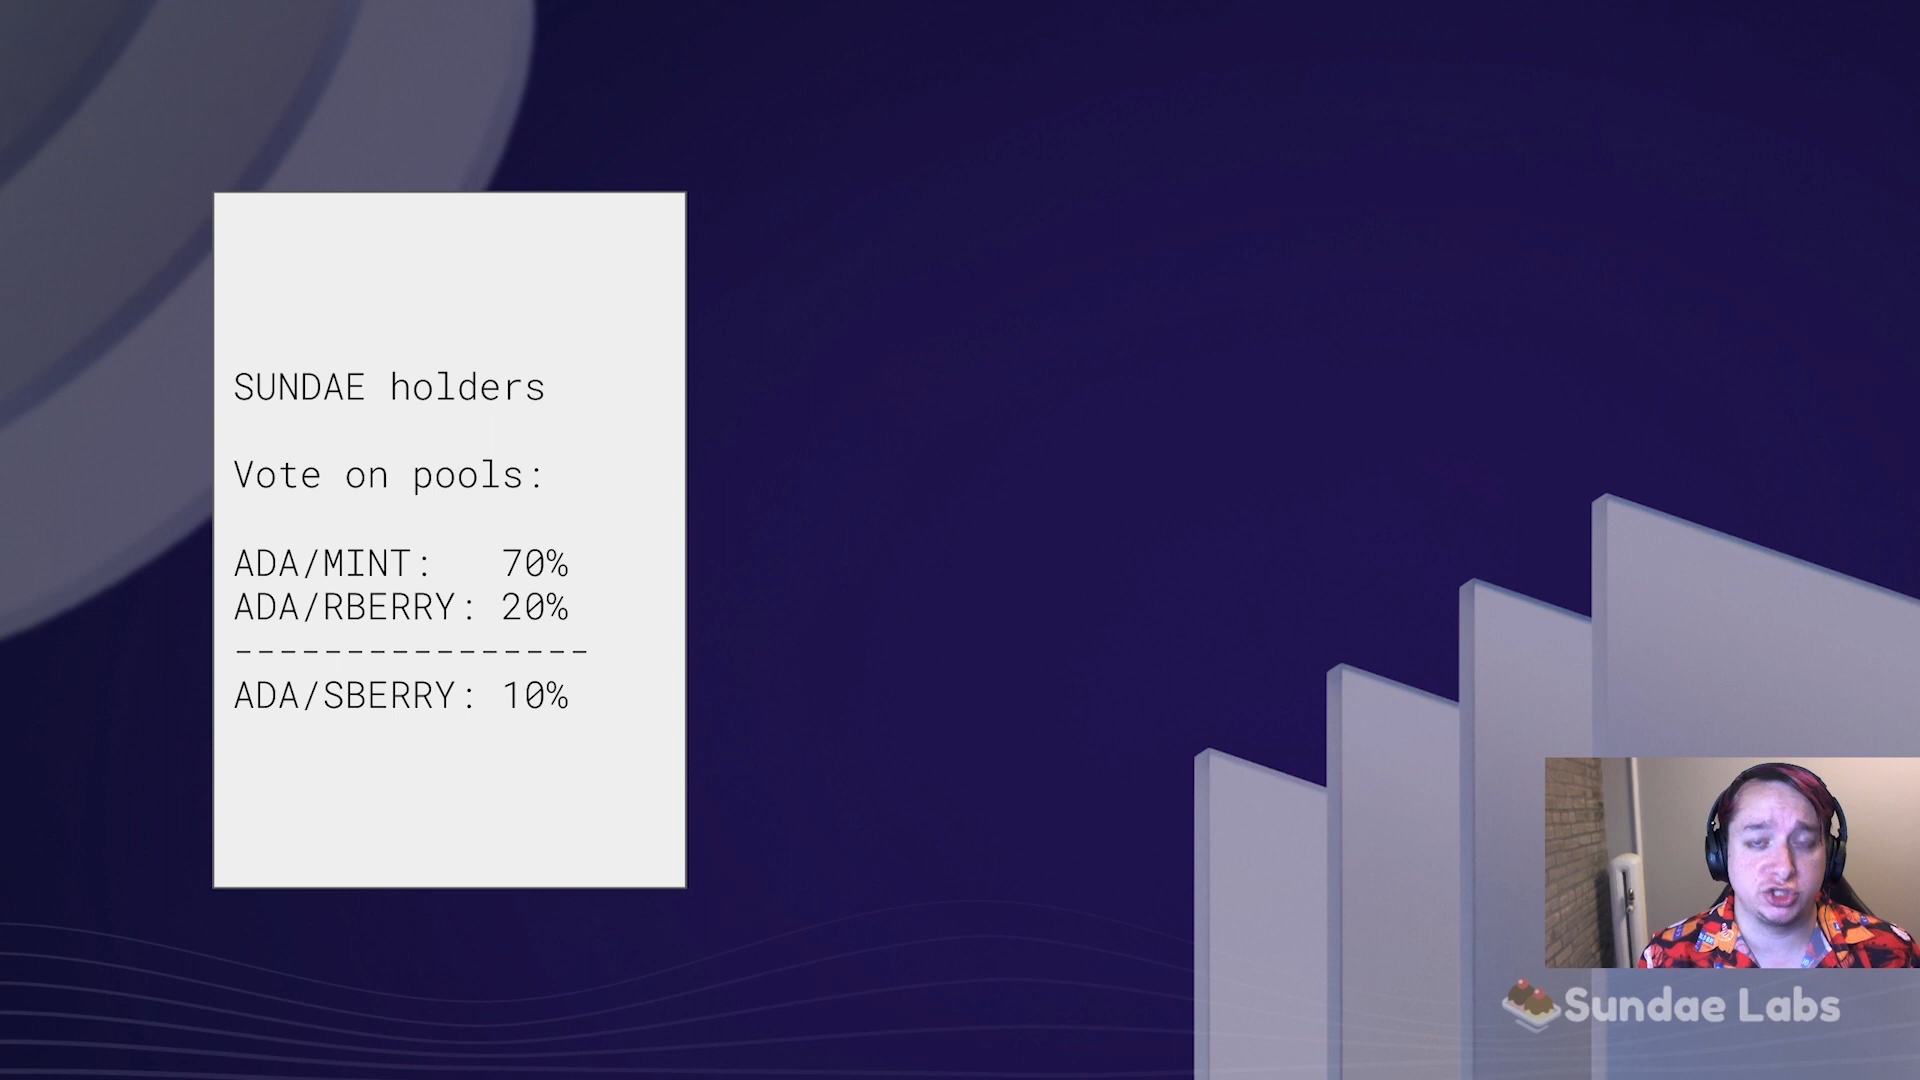 SUNDAE holders
Vote on pools:
ADA/MINT: 70%
ADA/RBERRY: 20%
----------------
ADA/SBERRY: 10%
Sundae Labs